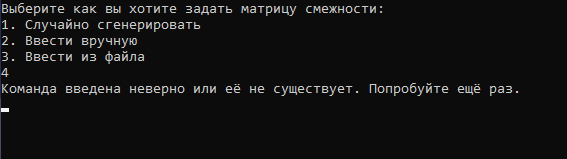 Выберите как вы хотите задать матрицу смежности:
1. Случайно сгенерировать
2. Ввести вручную
3. Ввести из файла
4
Команда введена неверно или её не существует. Попробуйте ещё раз.